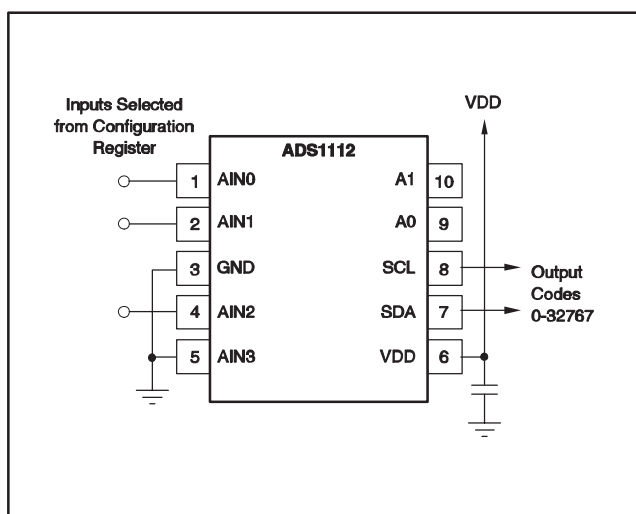 Inputs Selected
from Configuration
Register
VDD
ADS1112
1 AIN0 A1 10
2 AIN1 A0 9
3 GND SCL 8
4 AIN2 SDA 7
5 AIN3 VDD 6
Output
Codes
0-32767